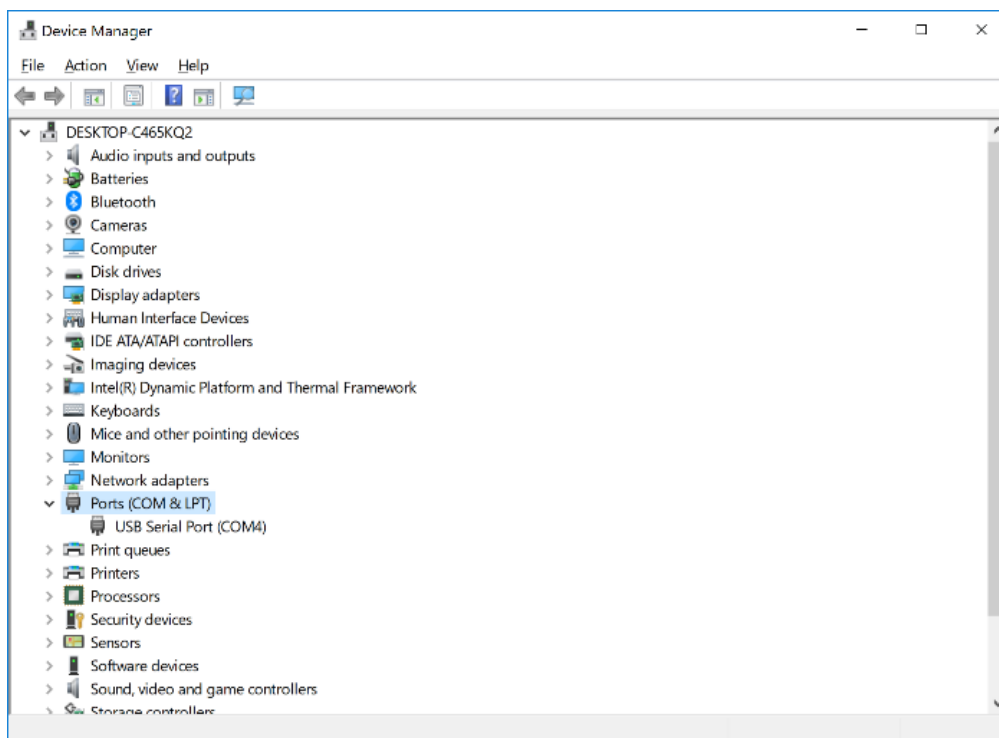 Device Manager
File Action View Help
DESKTOP-C465KQ2
Audio inputs and outputs
Batteries
Bluetooth
Cameras
Computer
Disk drives
Display adapters
Human Interface Devices
IDE ATA/ATAPI controllers
Imaging devices
Intel(R) Dynamic Platform and Thermal Framework
Keyboards
Mice and other pointing devices
Monitors
Network adapters
Ports (COM & LPT)
USB Serial Port (COM4)
Print queues
Printers
Processors
Security devices
Sensors
Software devices
Sound, video and game controllers
Storage controllers